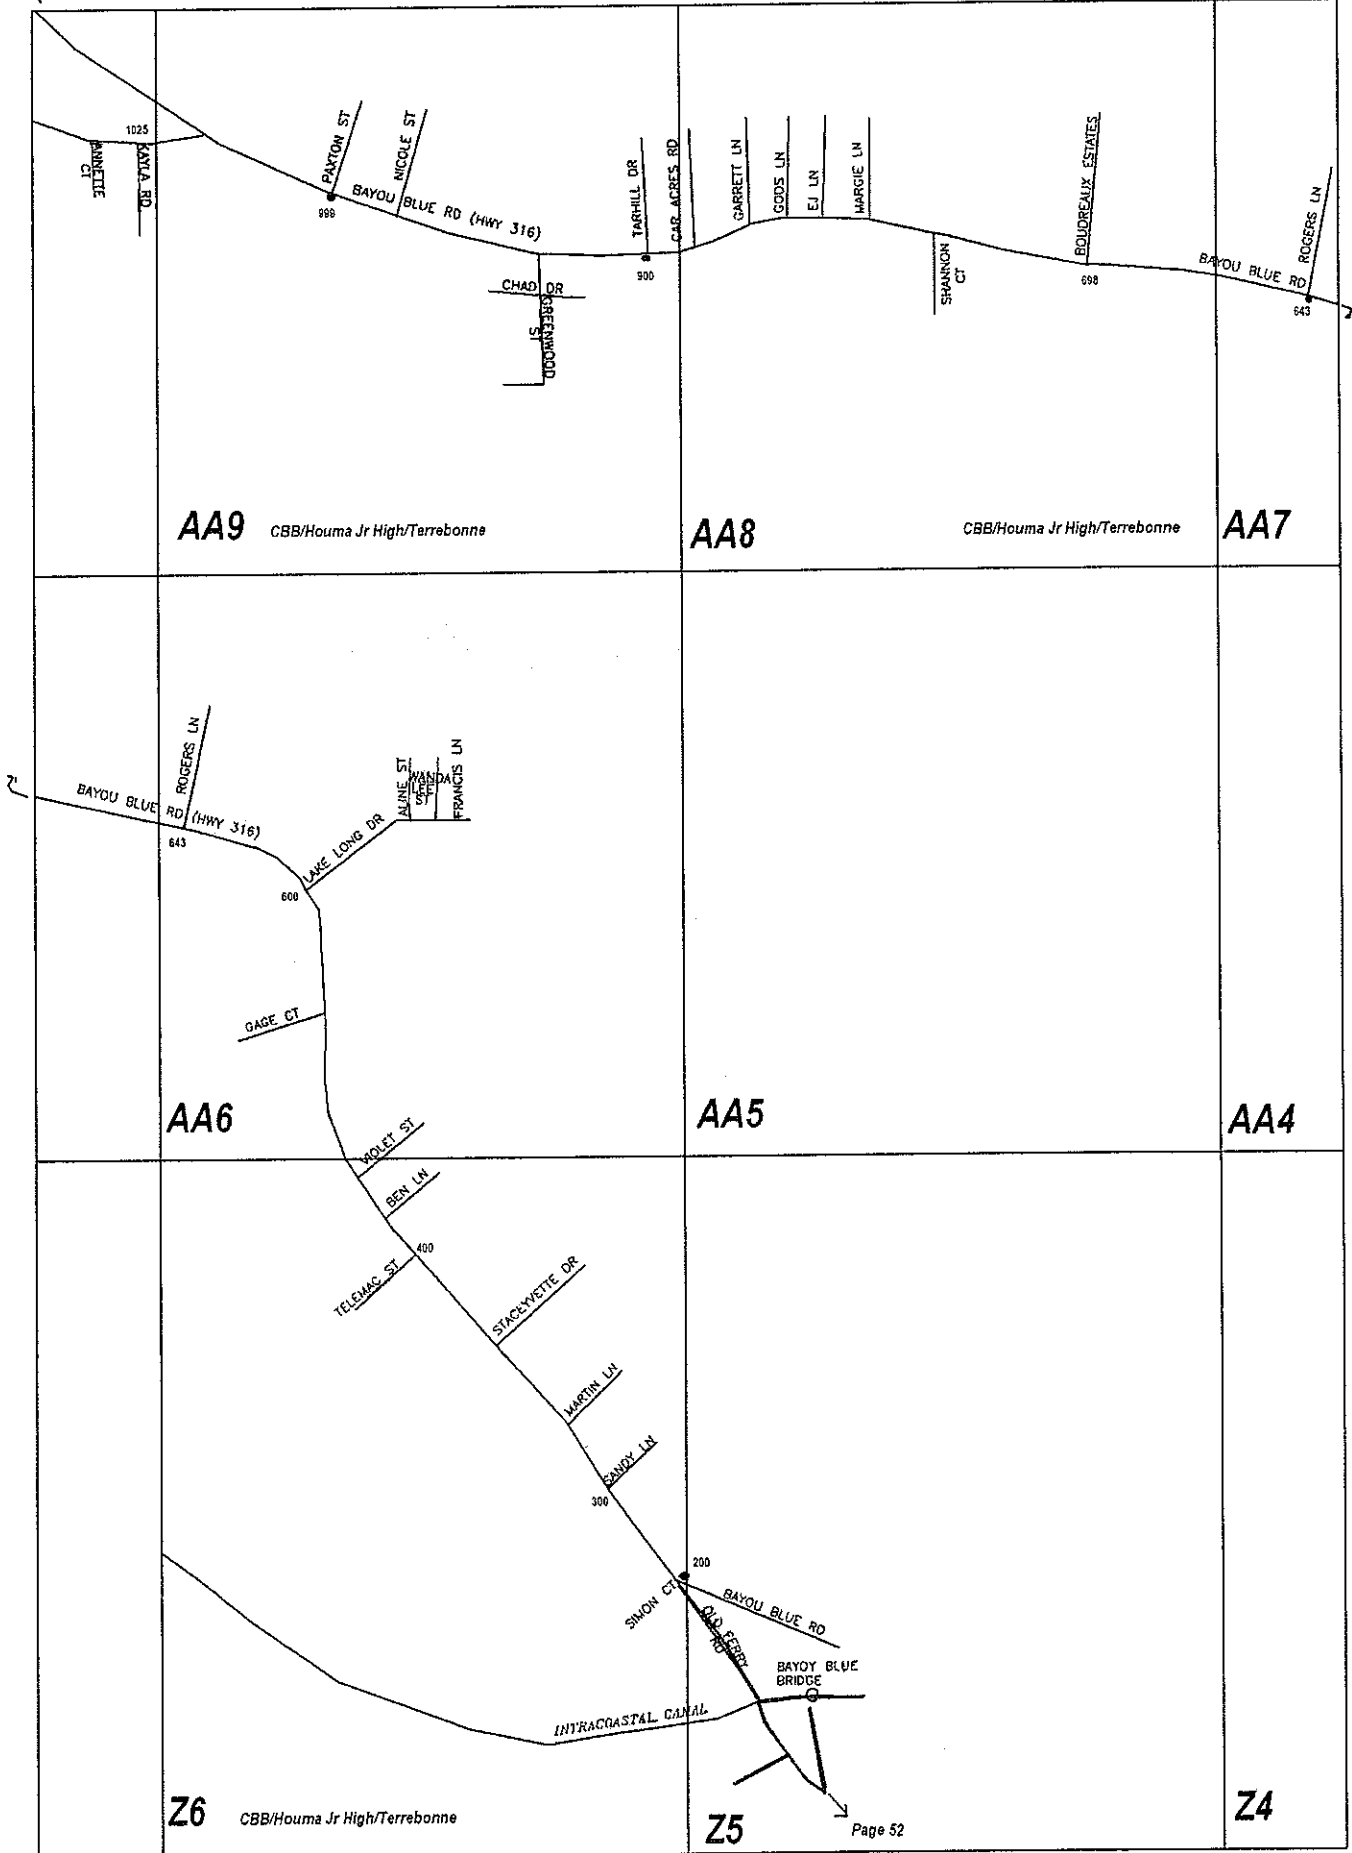 1025
ANNETTE
CT
KAYLA RD
PAXTON ST
999
NICOLE ST
BAYOU BLUE RD (HWY 316)
CHAD DR
GREENWOOD
ST
TARHILL DR
900
CAR ACRES RD
GARRETT LN
GODS LN
EJ LN
MARGIE LN
SHANNON
CT
BOUDREAUX ESTATES
698
BAYOU BLUE RD
ROGERS LN
643
AA9 CBB/Houma Jr High/Terrebonne
AA8 CBB/Houma Jr High/Terrebonne
AA7
BAYOU BLUE RD (HWY 316)
ROGERS LN
643
LAKE LONG DR
600
ALINE ST
WANDA
LEE
ST
FRANCIS LN
GAGE CT
AA6
AA5
AA4
VIOLET ST
BEN LN
400
TELEMAC ST
STACEYVETTE DR
MARTIN LN
SANDY LN
300
200
SIMON CT
BAYOU BLUE RD
OLD FERRY
RD
BAYOY BLUE
BRIDGE
INTRACOASTAL CANAL
Z6 CBB/Houma Jr High/Terrebonne
Z5
Page 52
Z4